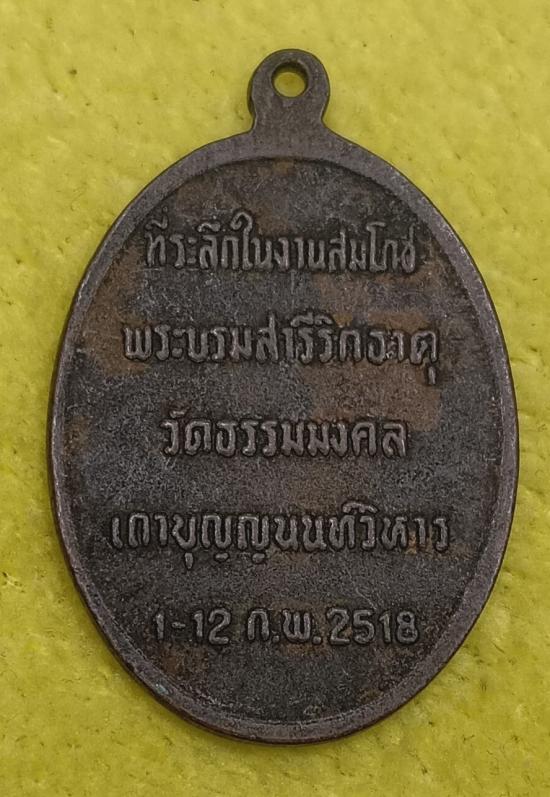 ที่ระลึกในงานสมโภช
พระบรมสารีริกธาตุ
วัดธรรมมงคล
เถาบุญญนนท์วิหาร
1-12 ก.พ. 2518